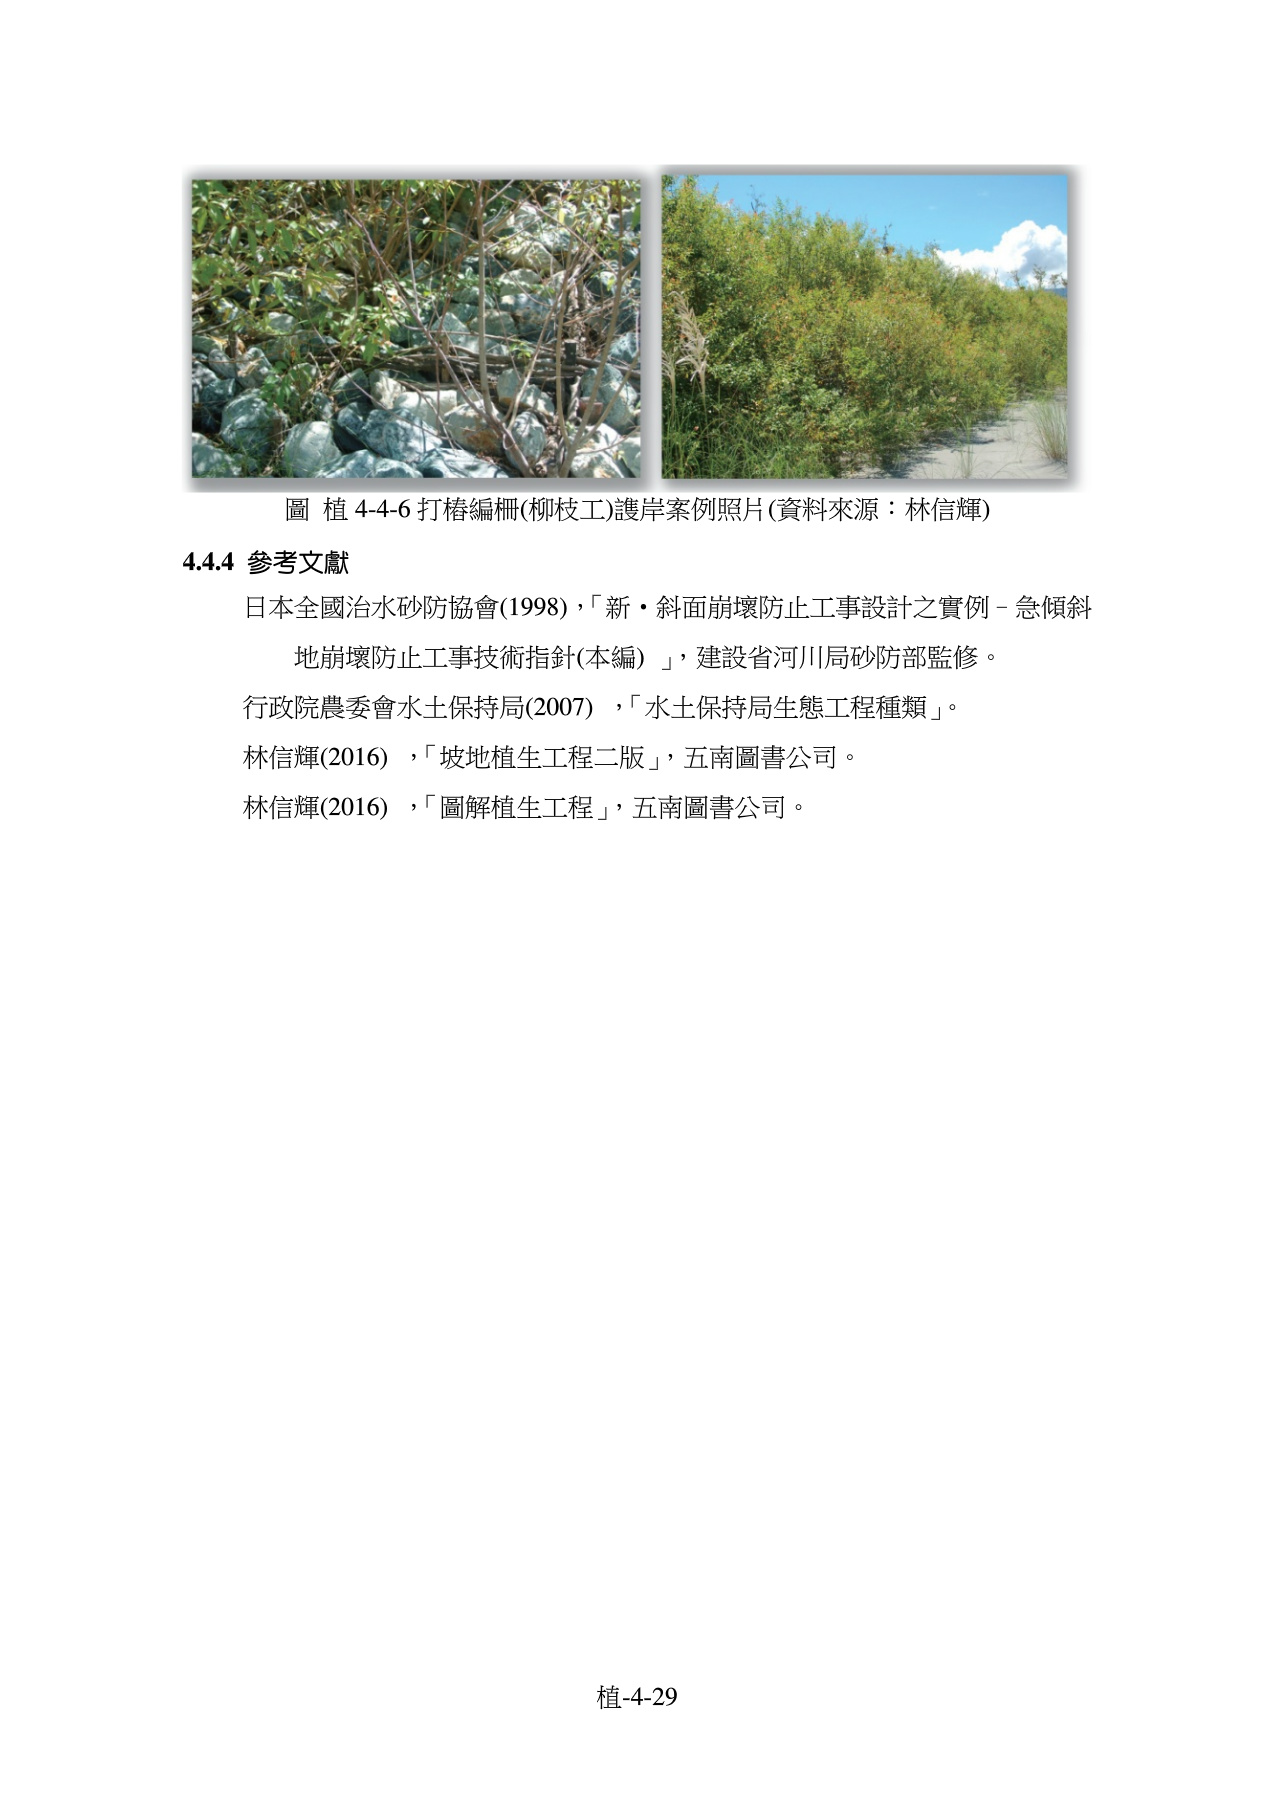 圖 植 4-4-6 打樁編柵(柳枝工)護岸案例照片(資料來源：林信輝)
4.4.4 參考文獻
日本全國治水砂防協會(1998)，「新‧斜面崩壞防止工事設計之實例–急傾斜
地崩壞防止工事技術指針(本編) 」，建設省河川局砂防部監修。
行政院農委會水土保持局(2007) ，「水土保持局生態工程種類」。
林信輝(2016) ，「坡地植生工程二版」，五南圖書公司。
林信輝(2016) ，「圖解植生工程」，五南圖書公司。
植-4-29